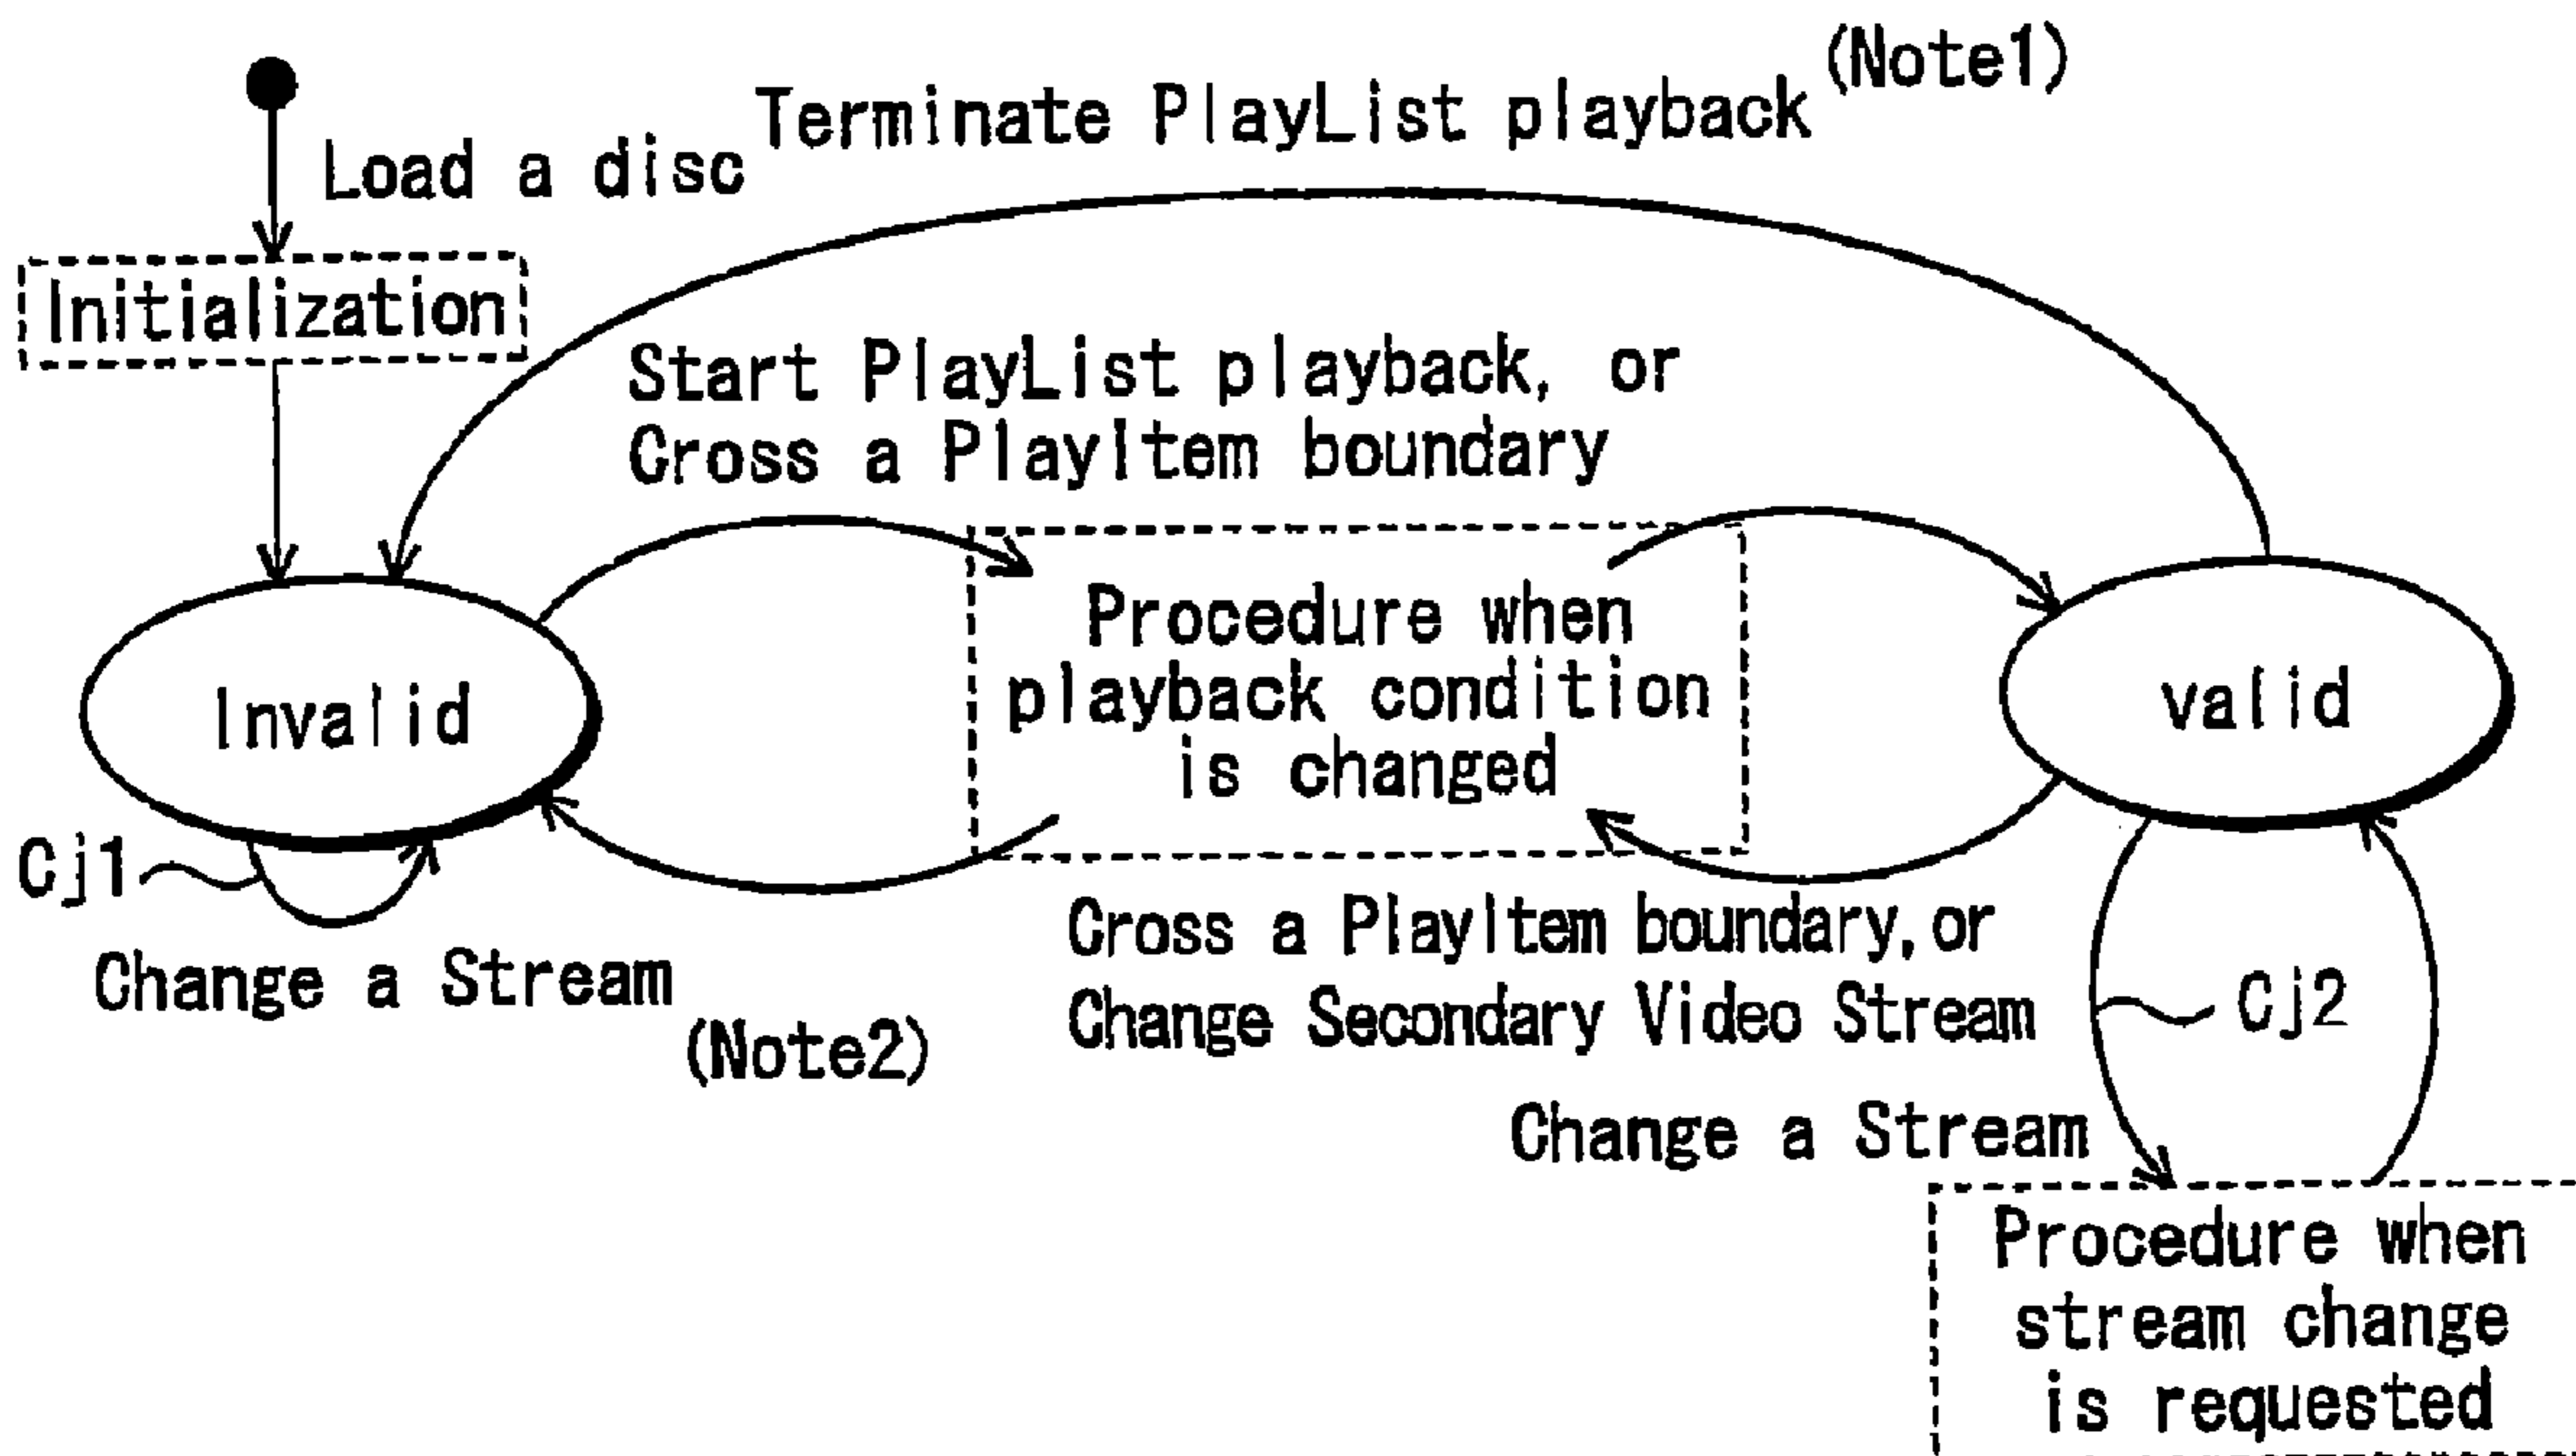 (Note1)
Terminate PlayList playback
Load a disc
Initialization
Start PlayList playback, or
Cross a PlayItem boundary
Procedure when
playback condition
is changed
Invalid
valid
Cj1
Change a Stream
(Note2)
Cross a PlayItem boundary, or
Change Secondary Video Stream
Cj2
Change a Stream
Procedure when
stream change
is requested